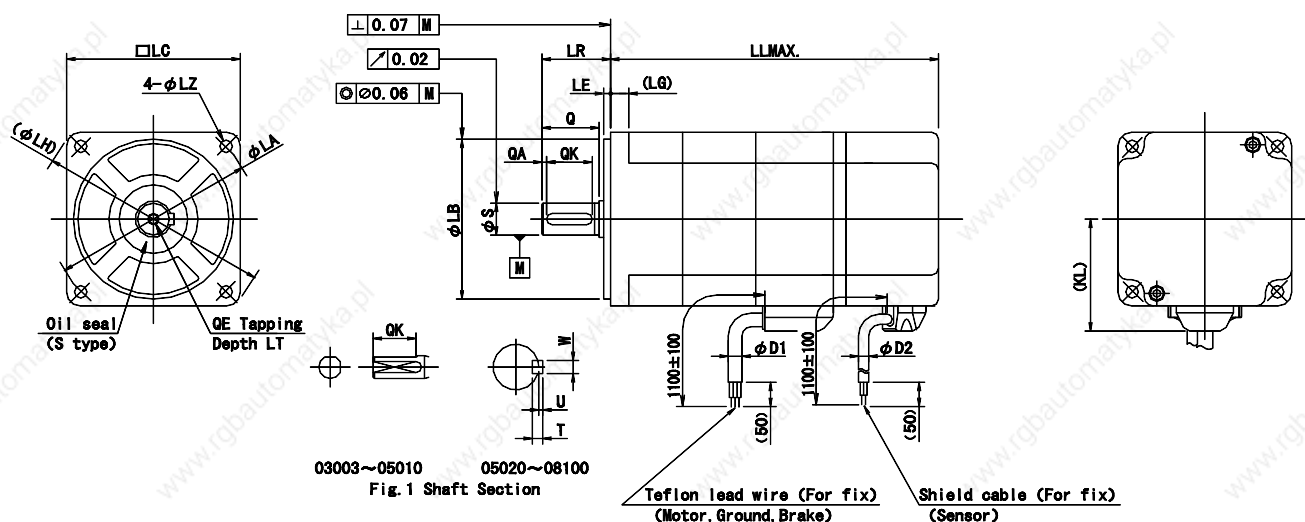 ⊥ 0.07 M
↗ 0.02
◎ ⌀0.06 M
□LC
4-φLZ
(φLH)
φLA
Oil seal
(S type)
QE Tapping
Depth LT
LR
LLMAX.
LE
(LG)
Q
QA
QK
φLB
φS
M
1100±100
φD1
(50)
1100±100
φD2
(50)
(KL)
QK
W
U
T
03003~05010
05020~08100
Fig.1 Shaft Section
Teflon lead wire (For fix)
(Motor,Ground,Brake)
Shield cable (For fix)
(Sensor)
www.rgbautomatyka.pl